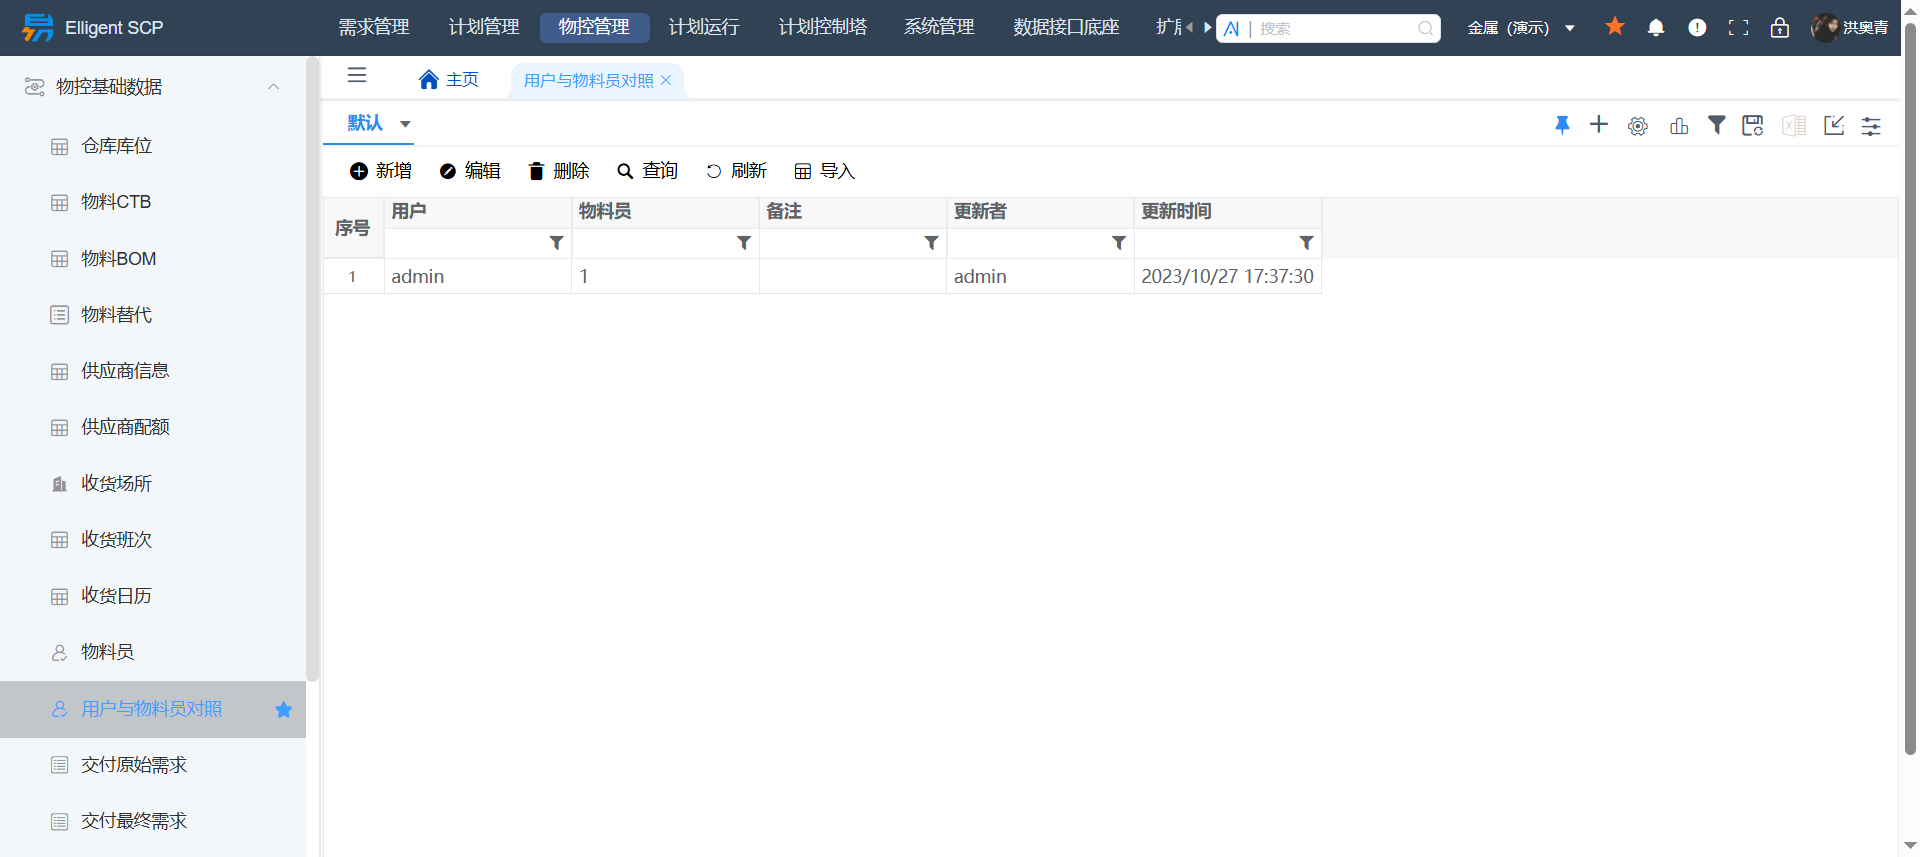 Elligent SCP
需求管理
计划管理
物控管理
计划运行
计划控制塔
系统管理
数据接口底座
AI | 搜索
金属 (演示)
洪奥青
物控基础数据
仓库库位
物料CTB
物料BOM
物料替代
供应商信息
供应商配额
收货场所
收货班次
收货日历
物料员
用户与物料员对照
交付原始需求
交付最终需求
主页
用户与物料员对照
默认
新增
编辑
删除
查询
刷新
导入
序号 用户 物料员 备注 更新者 更新时间
1 admin 1 admin 2023/10/27 17:37:30